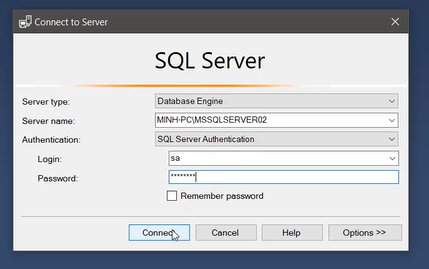 Connect to Server
SQL Server
Server type: Database Engine
Server name: MINH-PC\MSSQLSERVER02
Authentication: SQL Server Authentication
Login: sa
Password: ********
Remember password
Connect Cancel Help Options >>